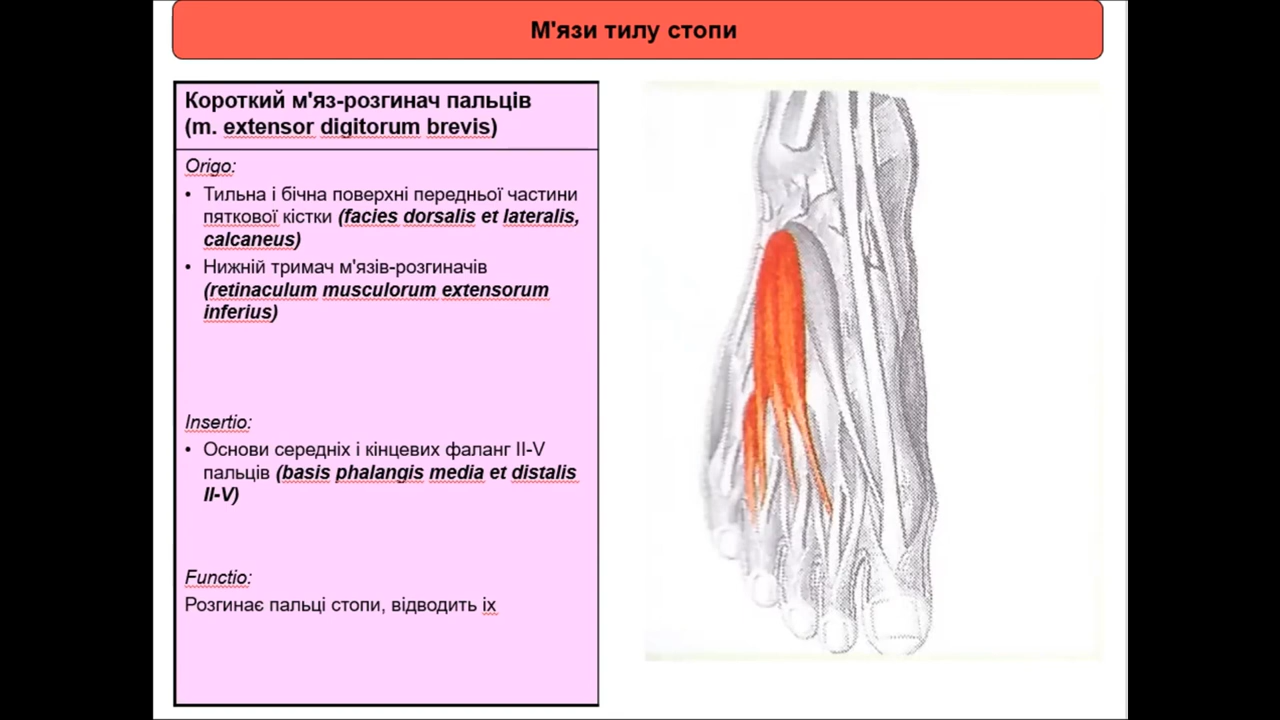 М'язи тилу стопи
Короткий м'яз-розгинач пальців
(m. extensor digitorum brevis)
Origo:
• Тильна і бічна поверхні передньої частини
пяткової кістки (facies dorsalis et lateralis,
calcaneus)
• Нижній тримач м'язів-розгиначів
(retinaculum musculorum extensorum
inferius)
Insertio:
• Основи середніх і кінцевих фаланг II-V
пальців (basis phalangis media et distalis
II-V)
Functio:
Розгинає пальці стопи, відводить іх